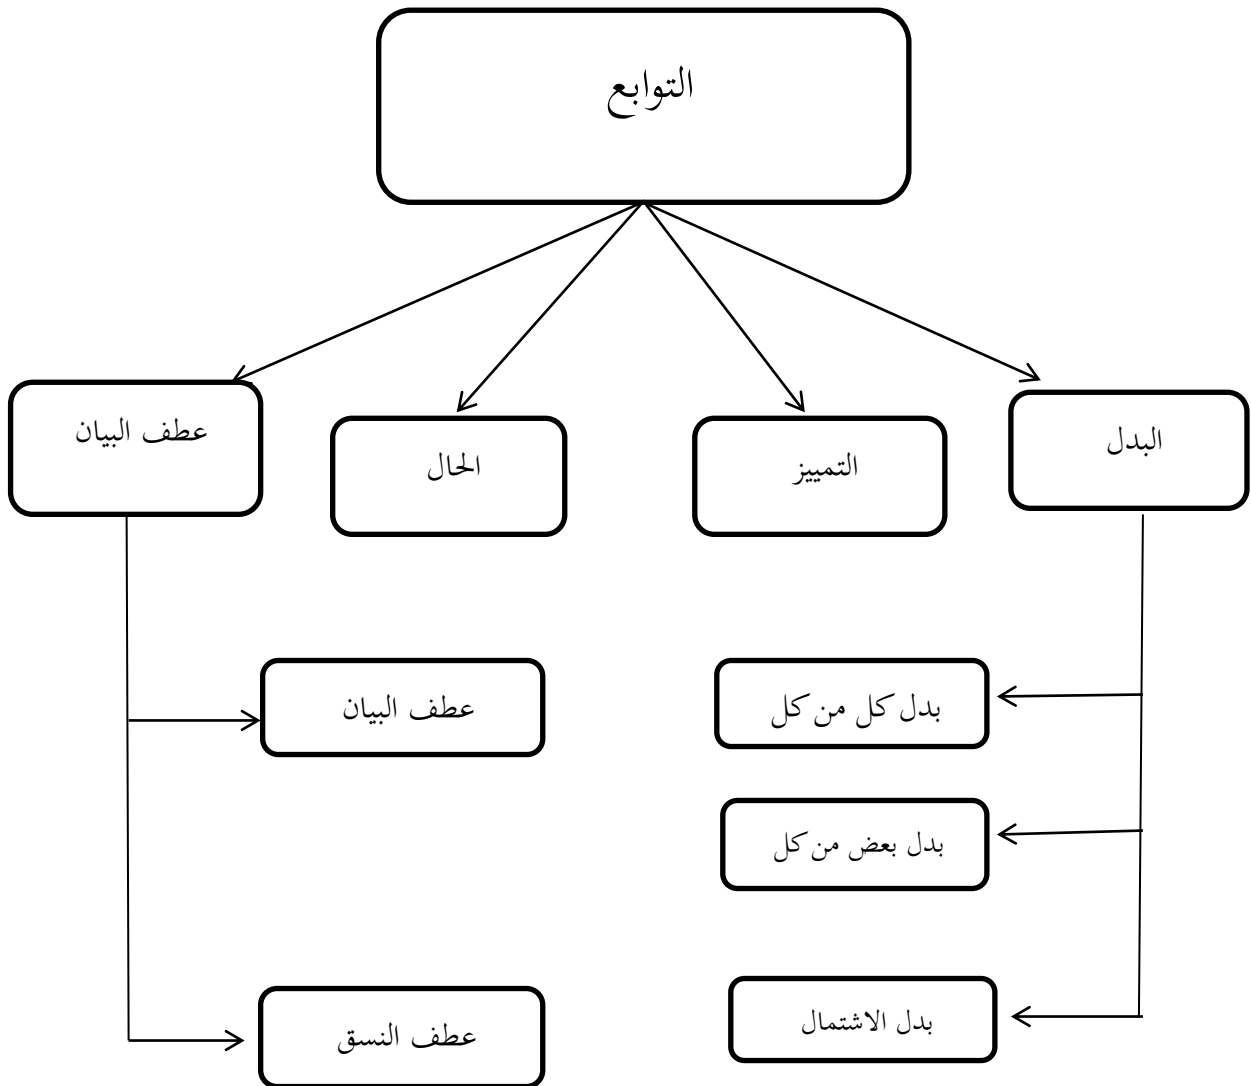 التوابع
البدل
التمييز
الحال
عطف البيان
بدل كل من كل
عطف البيان
بدل بعض من كل
بدل الاشتمال
عطف النسق